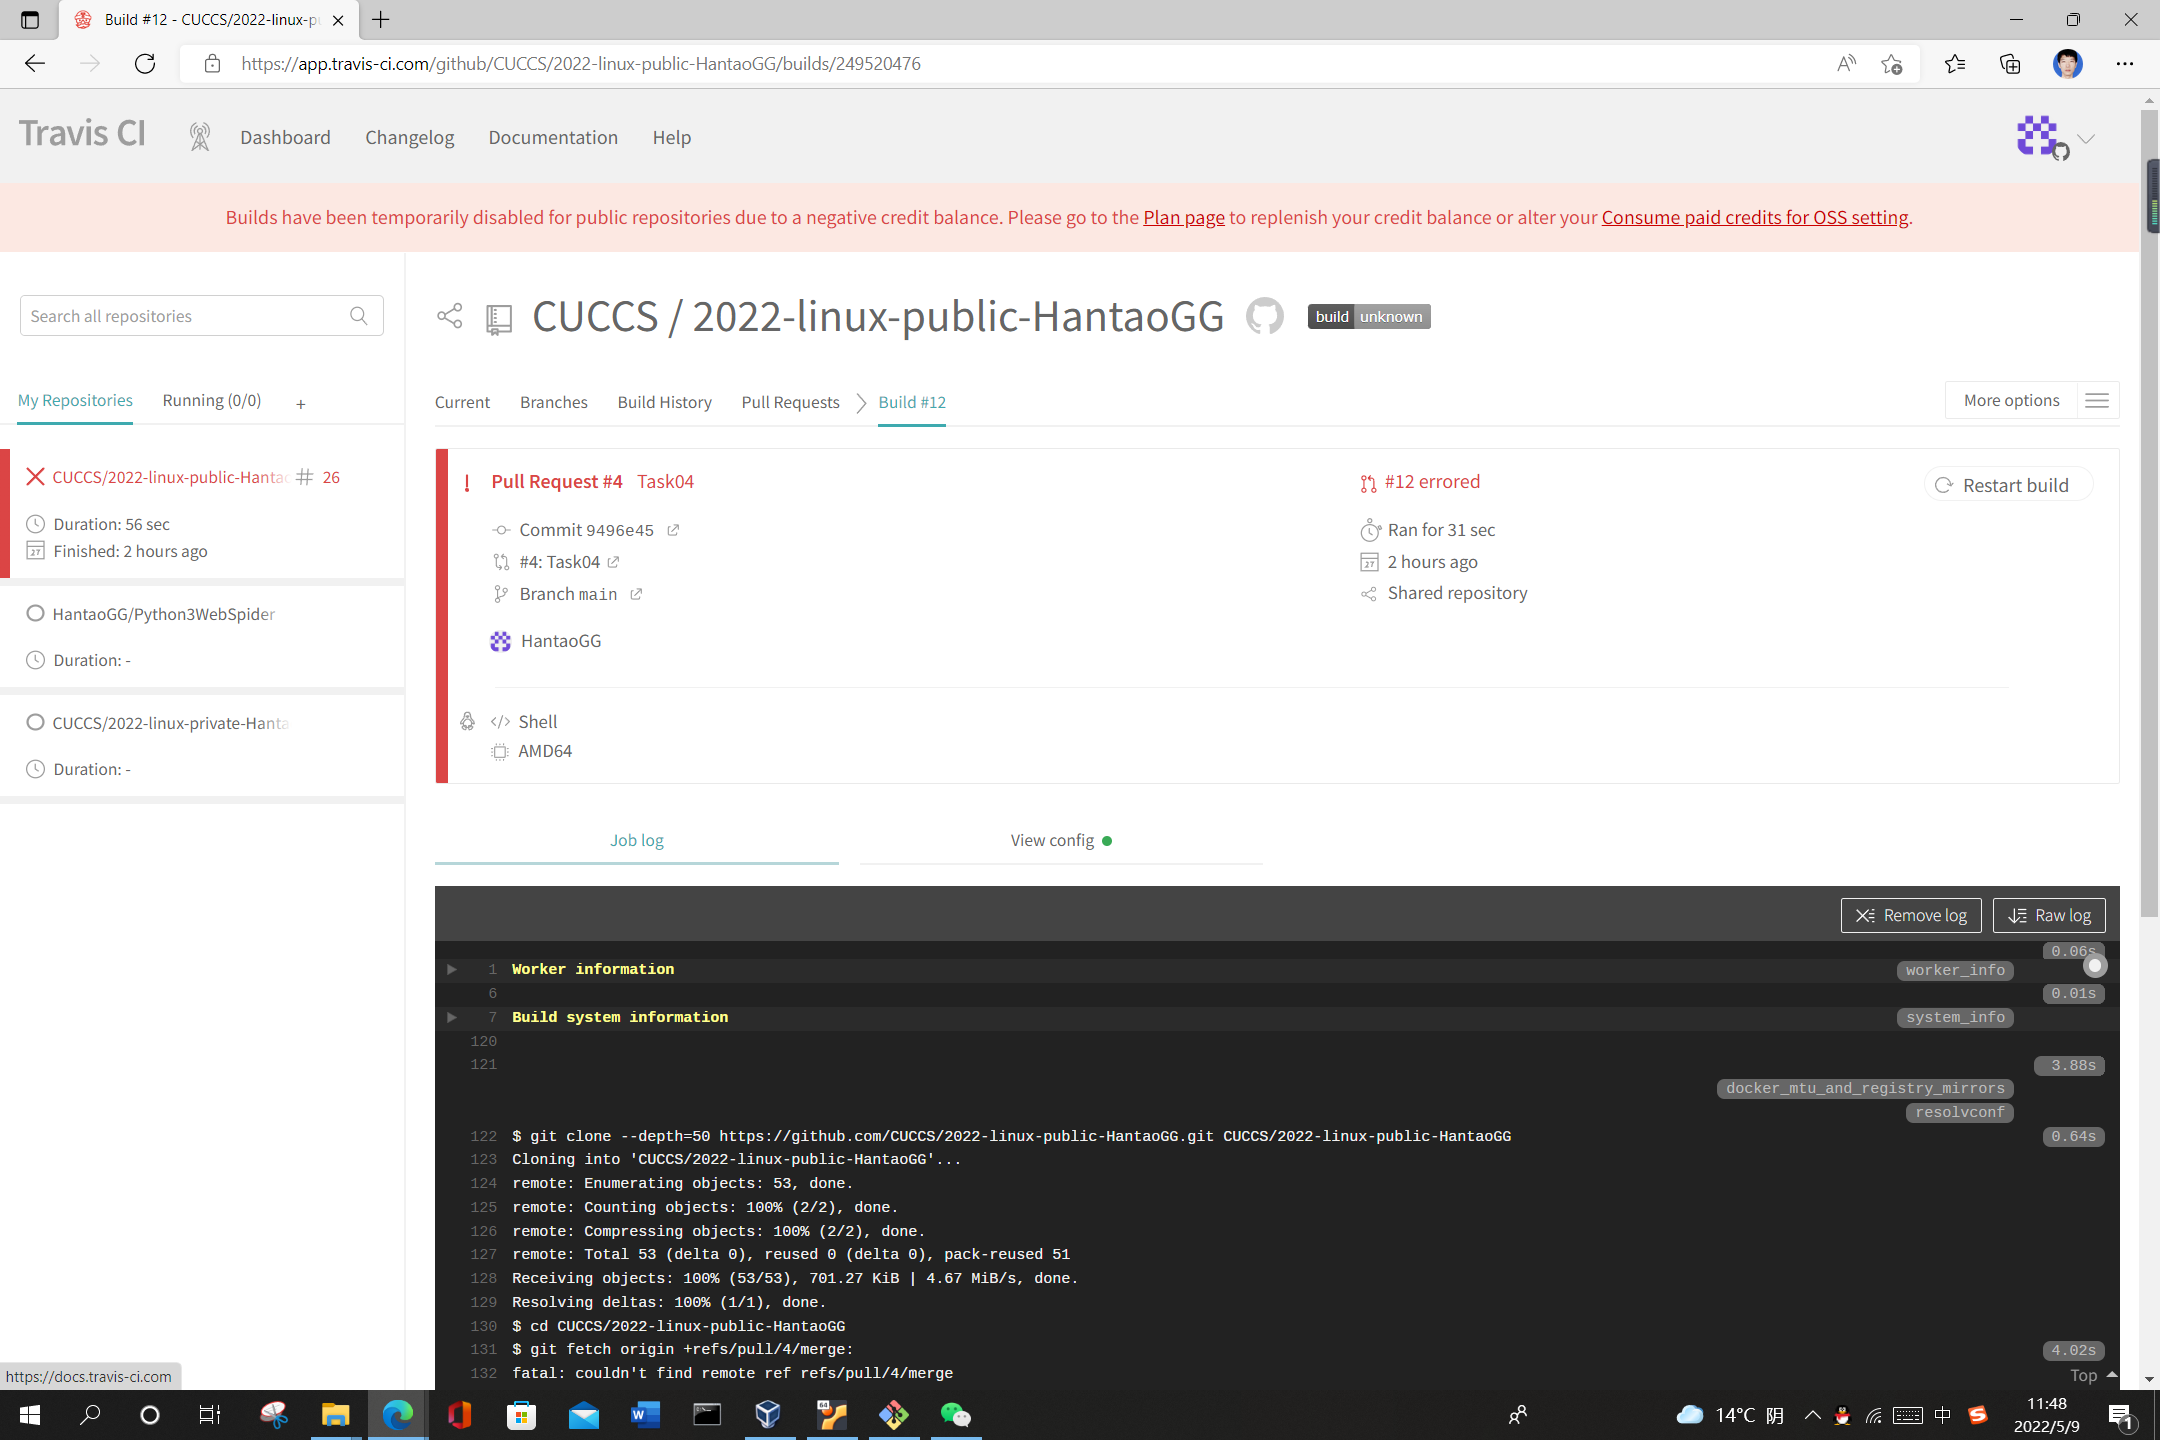 Build #12 - CUCCS/2022-linux-p
https://app.travis-ci.com/github/CUCCS/2022-linux-public-HantaoGG/builds/249520476
Travis CI
Dashboard
Changelog
Documentation
Help
Builds have been temporarily disabled for public repositories due to a negative credit balance. Please go to the Plan page to replenish your credit balance or alter your Consume paid credits for OSS setting.
Search all repositories
My Repositories
Running (0/0)
+
CUCCS/2022-linux-public-Hanta
# 26
Duration: 56 sec
Finished: 2 hours ago
HantaoGG/Python3WebSpider
Duration: -
CUCCS/2022-linux-private-Hanta
Duration: -
CUCCS / 2022-linux-public-HantaoGG
build unknown
Current
Branches
Build History
Pull Requests
Build #12
More options
! Pull Request #4 Task04
Commit 9496e45
#4: Task04
Branch main
HantaoGG
#12 errored
Ran for 31 sec
2 hours ago
Shared repository
Restart build
</> Shell
AMD64
Job log
View config
Remove log
Raw log
0.06s
1 Worker information worker_info
6 0.01s
7 Build system information system_info
120
121 3.88s
docker_mtu_and_registry_mirrors
resolvconf
122 $ git clone --depth=50 https://github.com/CUCCS/2022-linux-public-HantaoGG.git CUCCS/2022-linux-public-HantaoGG 0.64s
123 Cloning into 'CUCCS/2022-linux-public-HantaoGG'...
124 remote: Enumerating objects: 53, done.
125 remote: Counting objects: 100% (2/2), done.
126 remote: Compressing objects: 100% (2/2), done.
127 remote: Total 53 (delta 0), reused 0 (delta 0), pack-reused 51
128 Receiving objects: 100% (53/53), 701.27 KiB | 4.67 MiB/s, done.
129 Resolving deltas: 100% (1/1), done.
130 $ cd CUCCS/2022-linux-public-HantaoGG
131 $ git fetch origin +refs/pull/4/merge: 4.02s
132 fatal: couldn't find remote ref refs/pull/4/merge
Top
https://docs.travis-ci.com
14°C 阴
中
11:48
2022/5/9
1